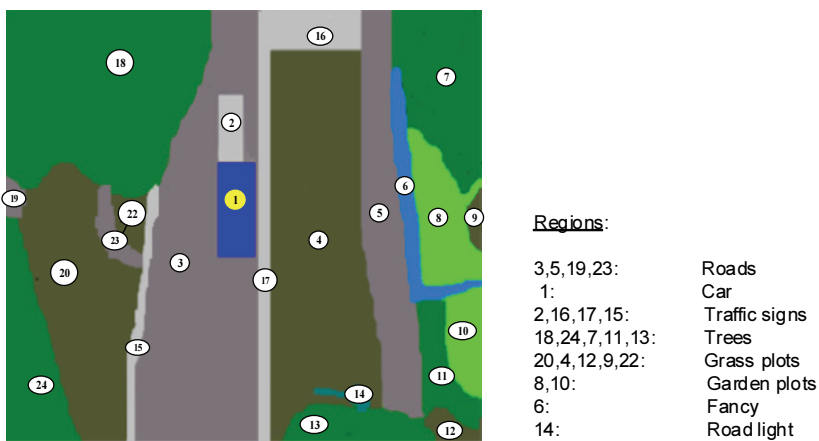 16
18
7
2
6
19
1
22
5
8
9
23
4
3
20
17
10
15
11
24
14
13
12
Regions:
3,5,19,23: Roads
1: Car
2,16,17,15: Traffic signs
18,24,7,11,13: Trees
20,4,12,9,22: Grass plots
8,10: Garden plots
6: Fancy
14: Road light